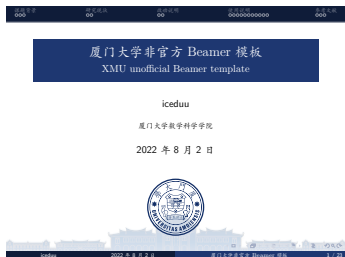 厦门大学非官方 Beamer 模板
XMU unofficial Beamer template
iceduu
厦门大学数学科学学院
2022 年 8 月 2 日
UNIVERSITAS AMOIENSIS
iceduu 2022 年 8 月 2 日 厦门大学非官方 Beamer 模板 1 / 23